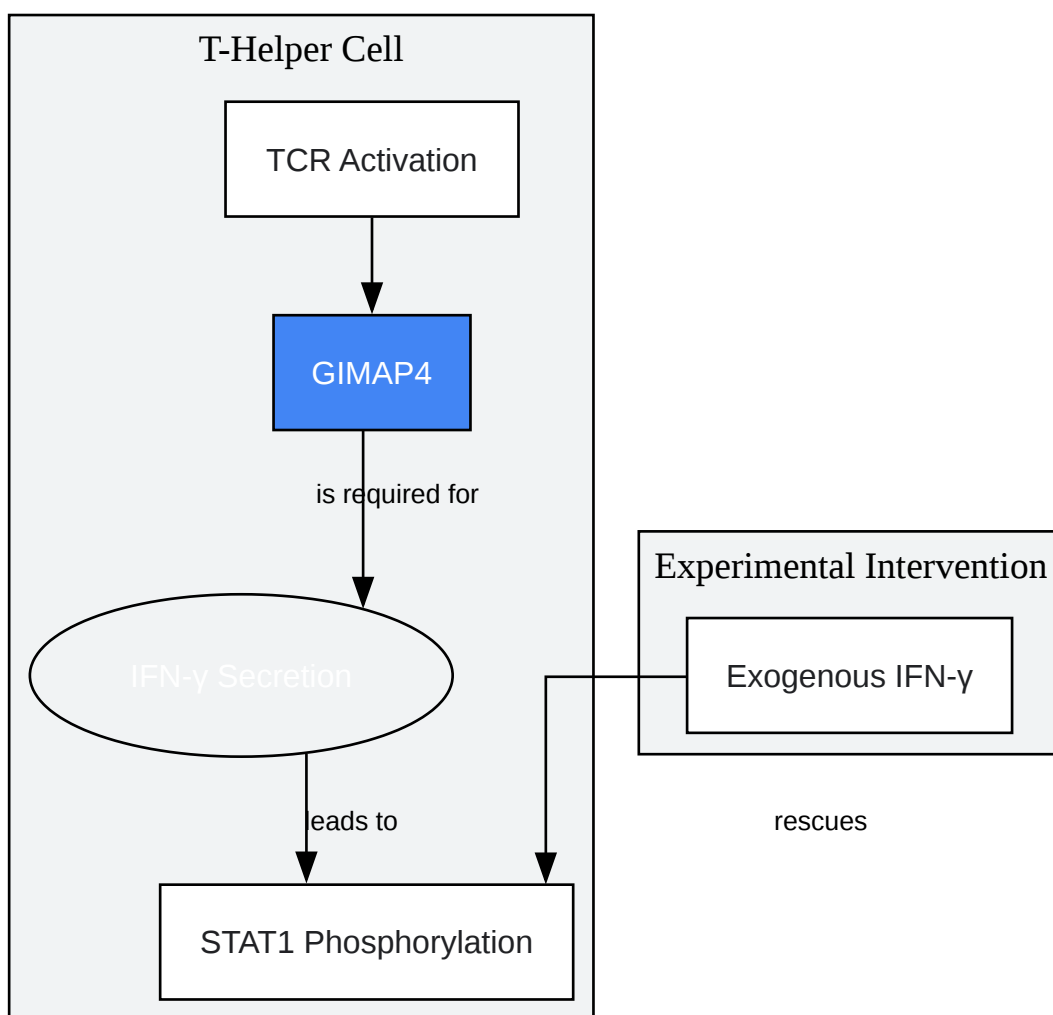 T-Helper Cell
TCR Activation
GIMAP4
is required for
Experimental Intervention
IFN-γ Secretion
Exogenous IFN-γ
leads to
rescues
STAT1 Phosphorylation